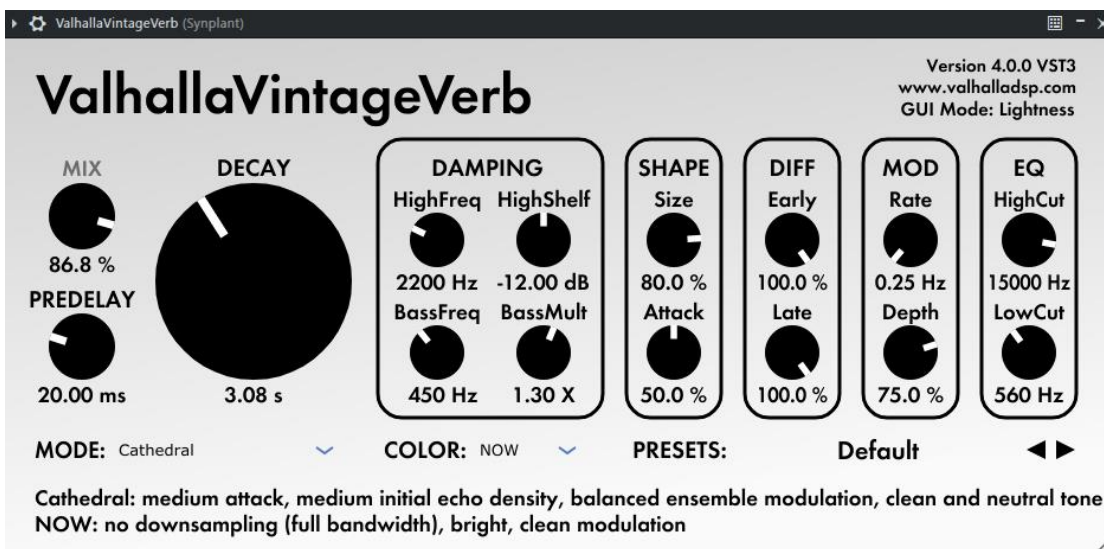 ValhallaVintageVerb (Synplant)
ValhallaVintageVerb
Version 4.0.0 VST3
www.valhalladsp.com
GUI Mode: Lightness
MIX
86.8 %
PREDELAY
20.00 ms
DECAY
3.08 s
DAMPING
HighFreq HighShelf
2200 Hz -12.00 dB
BassFreq BassMult
450 Hz 1.30 X
SHAPE
Size
80.0 %
Attack
50.0 %
DIFF
Early
100.0 %
Late
100.0 %
MOD
Rate
0.25 Hz
Depth
75.0 %
EQ
HighCut
15000 Hz
LowCut
560 Hz
MODE: Cathedral COLOR: NOW PRESETS: Default
Cathedral: medium attack, medium initial echo density, balanced ensemble modulation, clean and neutral tone
NOW: no downsampling (full bandwidth), bright, clean modulation